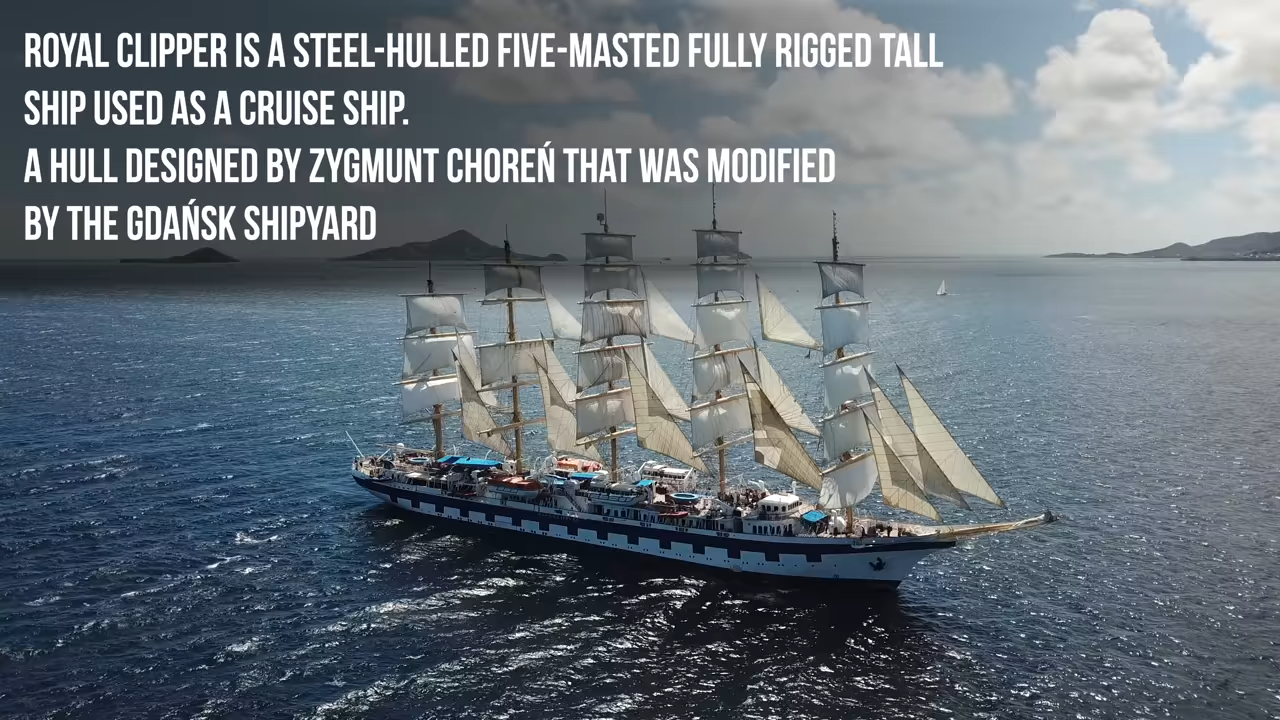 ROYAL CLIPPER IS A STEEL-HULLED FIVE-MASTED FULLY RIGGED TALL
SHIP USED AS A CRUISE SHIP.
A HULL DESIGNED BY ZYGMUNT CHOREŃ THAT WAS MODIFIED
BY THE GDAŃSK SHIPYARD